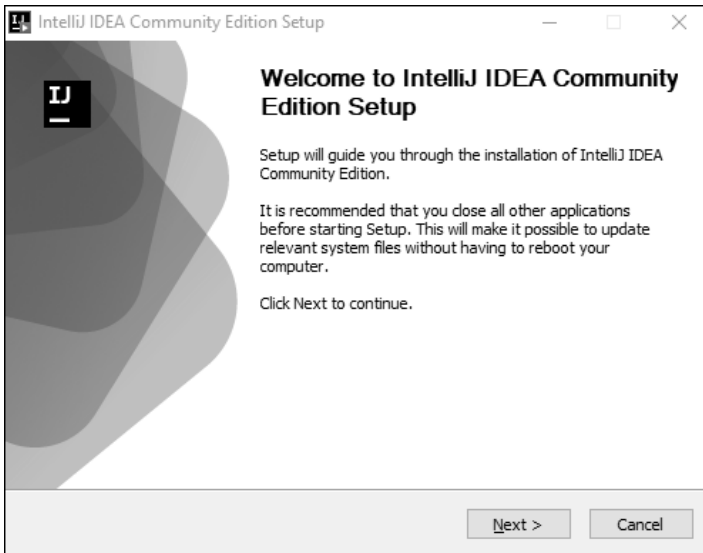 IntelliJ IDEA Community Edition Setup
IJ
Welcome to IntelliJ IDEA Community
Edition Setup
Setup will guide you through the installation of IntelliJ IDEA
Community Edition.
It is recommended that you close all other applications
before starting Setup. This will make it possible to update
relevant system files without having to reboot your
computer.
Click Next to continue.
Next >
Cancel